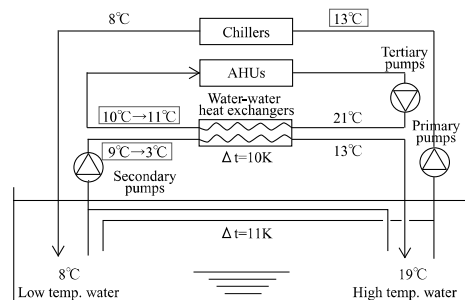 8℃
Chillers
13℃
Tertiary
pumps
AHUs
Water-water
heat exchangers
10℃→11℃
21℃
Primary
pumps
9℃→3℃
13℃
Δt=10K
Secondary
pumps
Δt=11K
8℃
19℃
Low temp. water
High temp. water